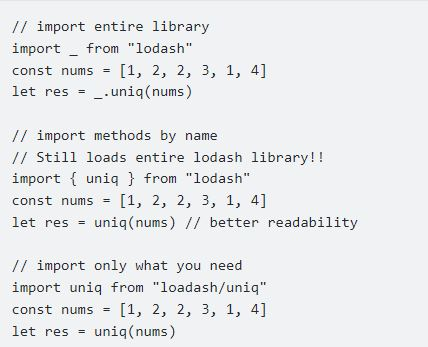 // import entire library
import _ from "lodash"
const nums = [1, 2, 2, 3, 1, 4]
let res = _.uniq(nums)
// import methods by name
// Still loads entire lodash library!!
import { uniq } from "lodash"
const nums = [1, 2, 2, 3, 1, 4]
let res = uniq(nums) // better readability
// import only what you need
import uniq from "loadash/uniq"
const nums = [1, 2, 2, 3, 1, 4]
let res = uniq(nums)